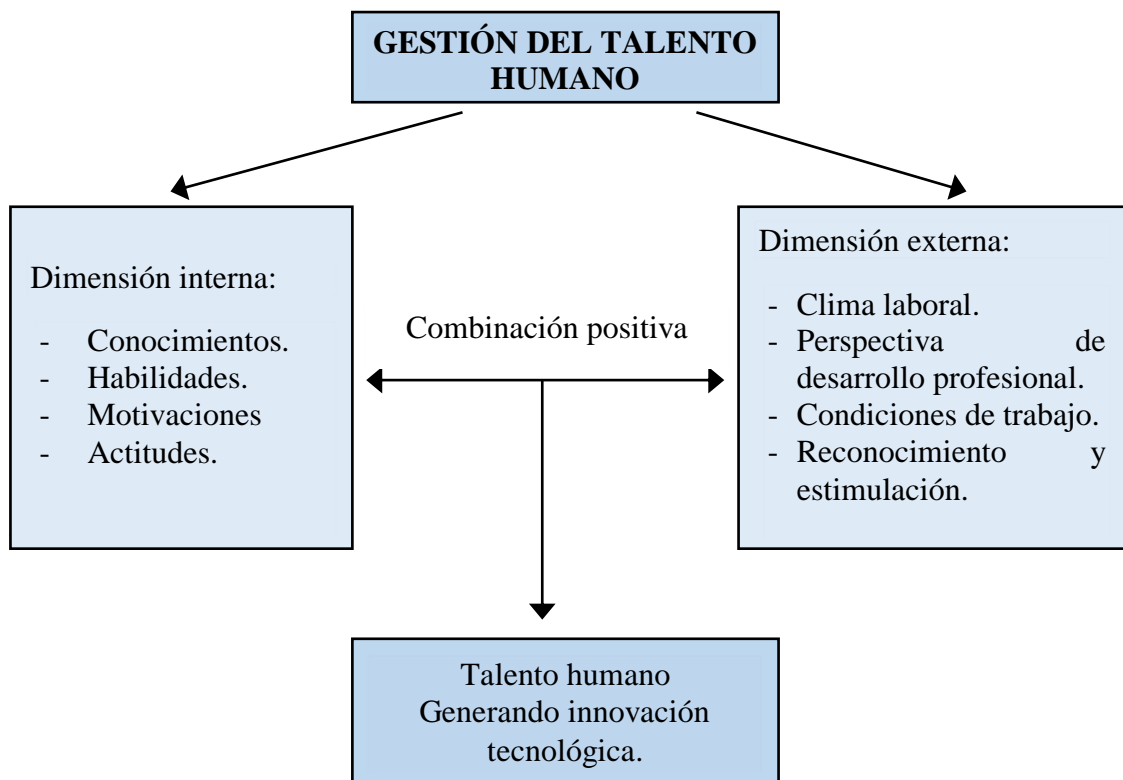 GESTIÓN DEL TALENTO
HUMANO
Dimensión interna:
- Conocimientos.
- Habilidades.
- Motivaciones
- Actitudes.
Combinación positiva
Dimensión externa:
- Clima laboral.
- Perspectiva de
desarrollo profesional.
- Condiciones de trabajo.
- Reconocimiento y
estimulación.
Talento humano
Generando innovación
tecnológica.